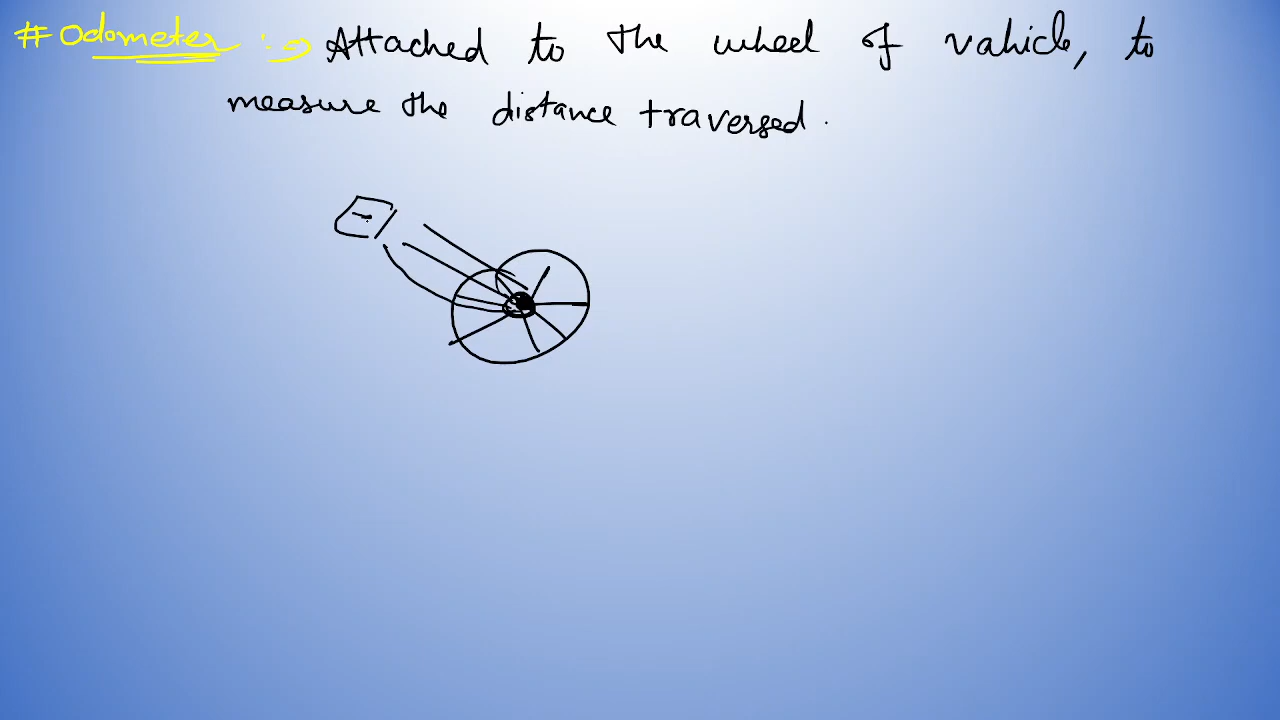 # Odometer :→ Attached to the wheel of vahicle, to
measure the distance traversed.